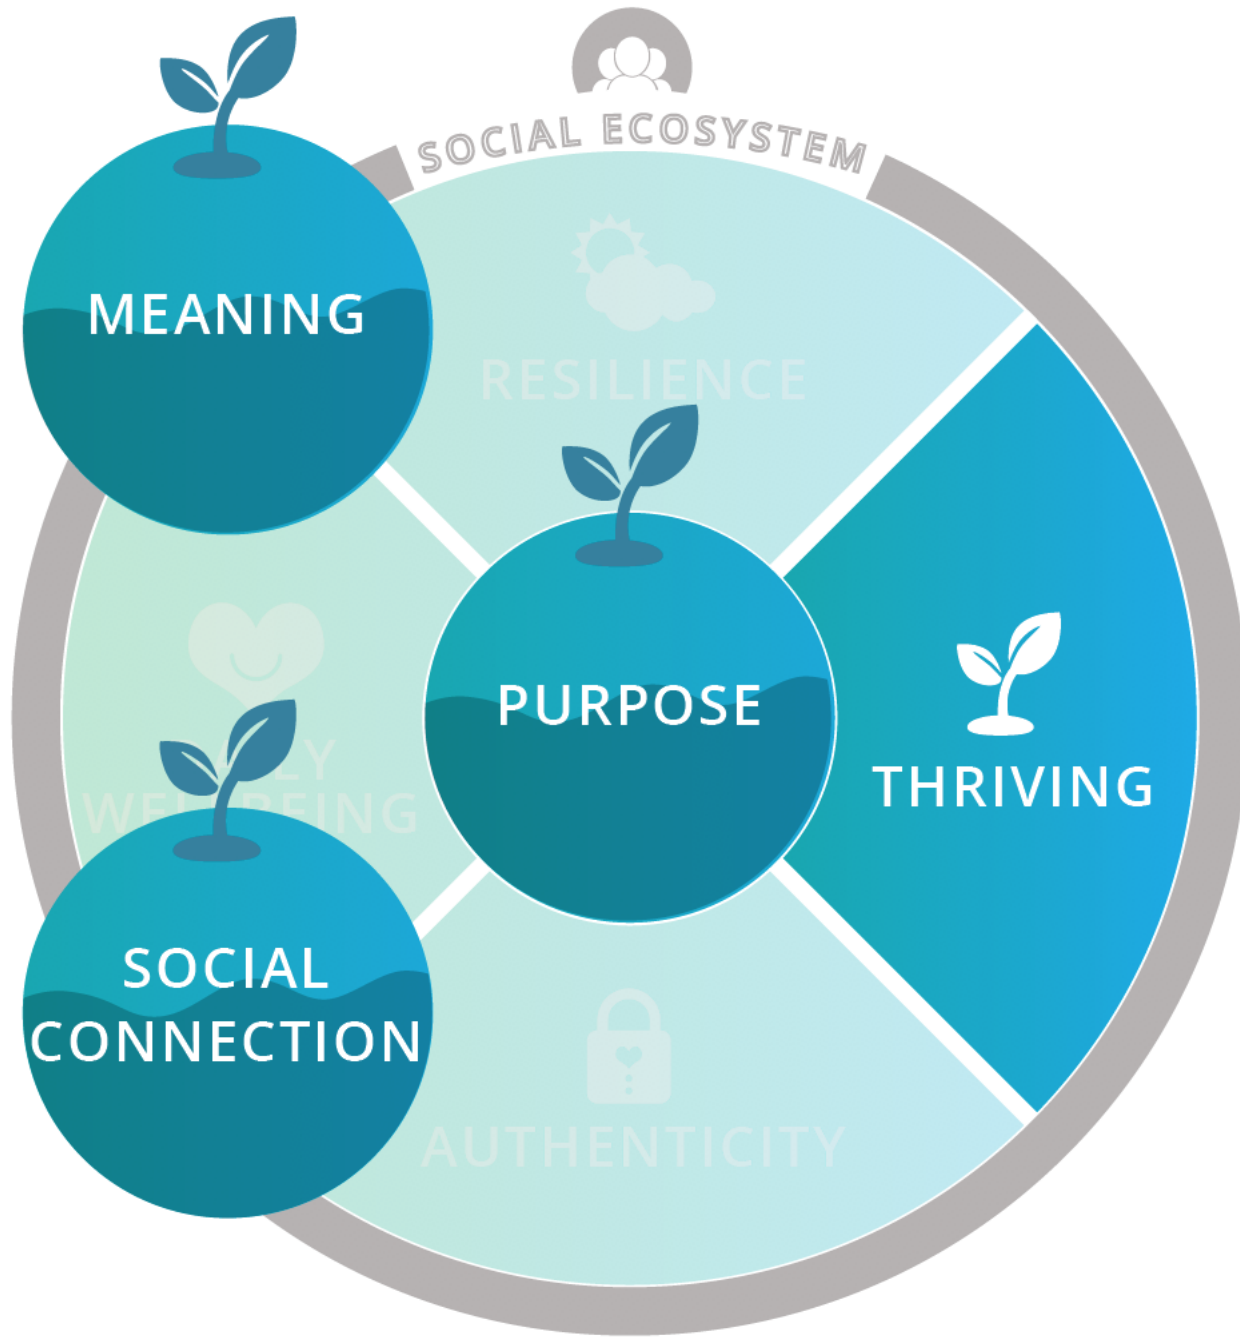 SOCIAL ECOSYSTEM
MEANING
RESILIENCE
PURPOSE
THRIVING
SOCIAL
CONNECTION
AUTHENTICITY